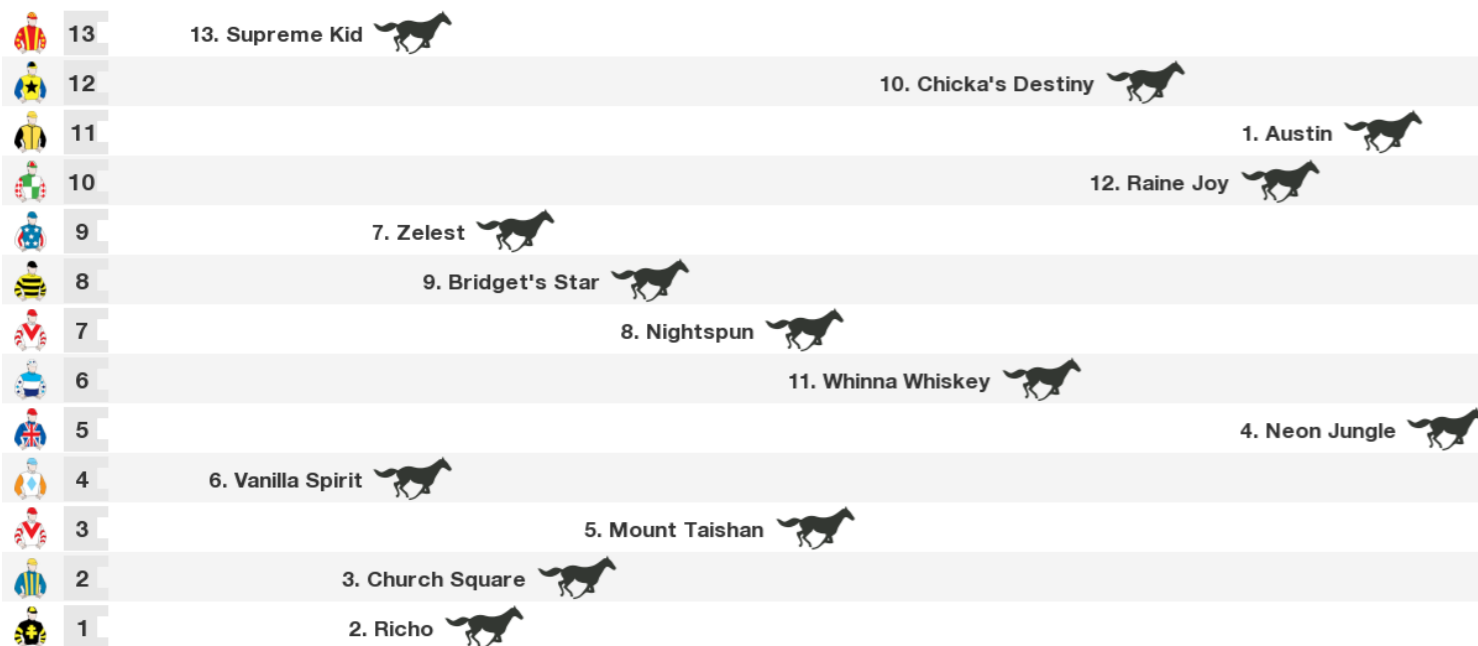 13 13. Supreme Kid
12 10. Chicka's Destiny
11 1. Austin
10 12. Raine Joy
9 7. Zelest
8 9. Bridget's Star
7 8. Nightspun
6 11. Whinna Whiskey
5 4. Neon Jungle
4 6. Vanilla Spirit
3 5. Mount Taishan
2 3. Church Square
1 2. Richo